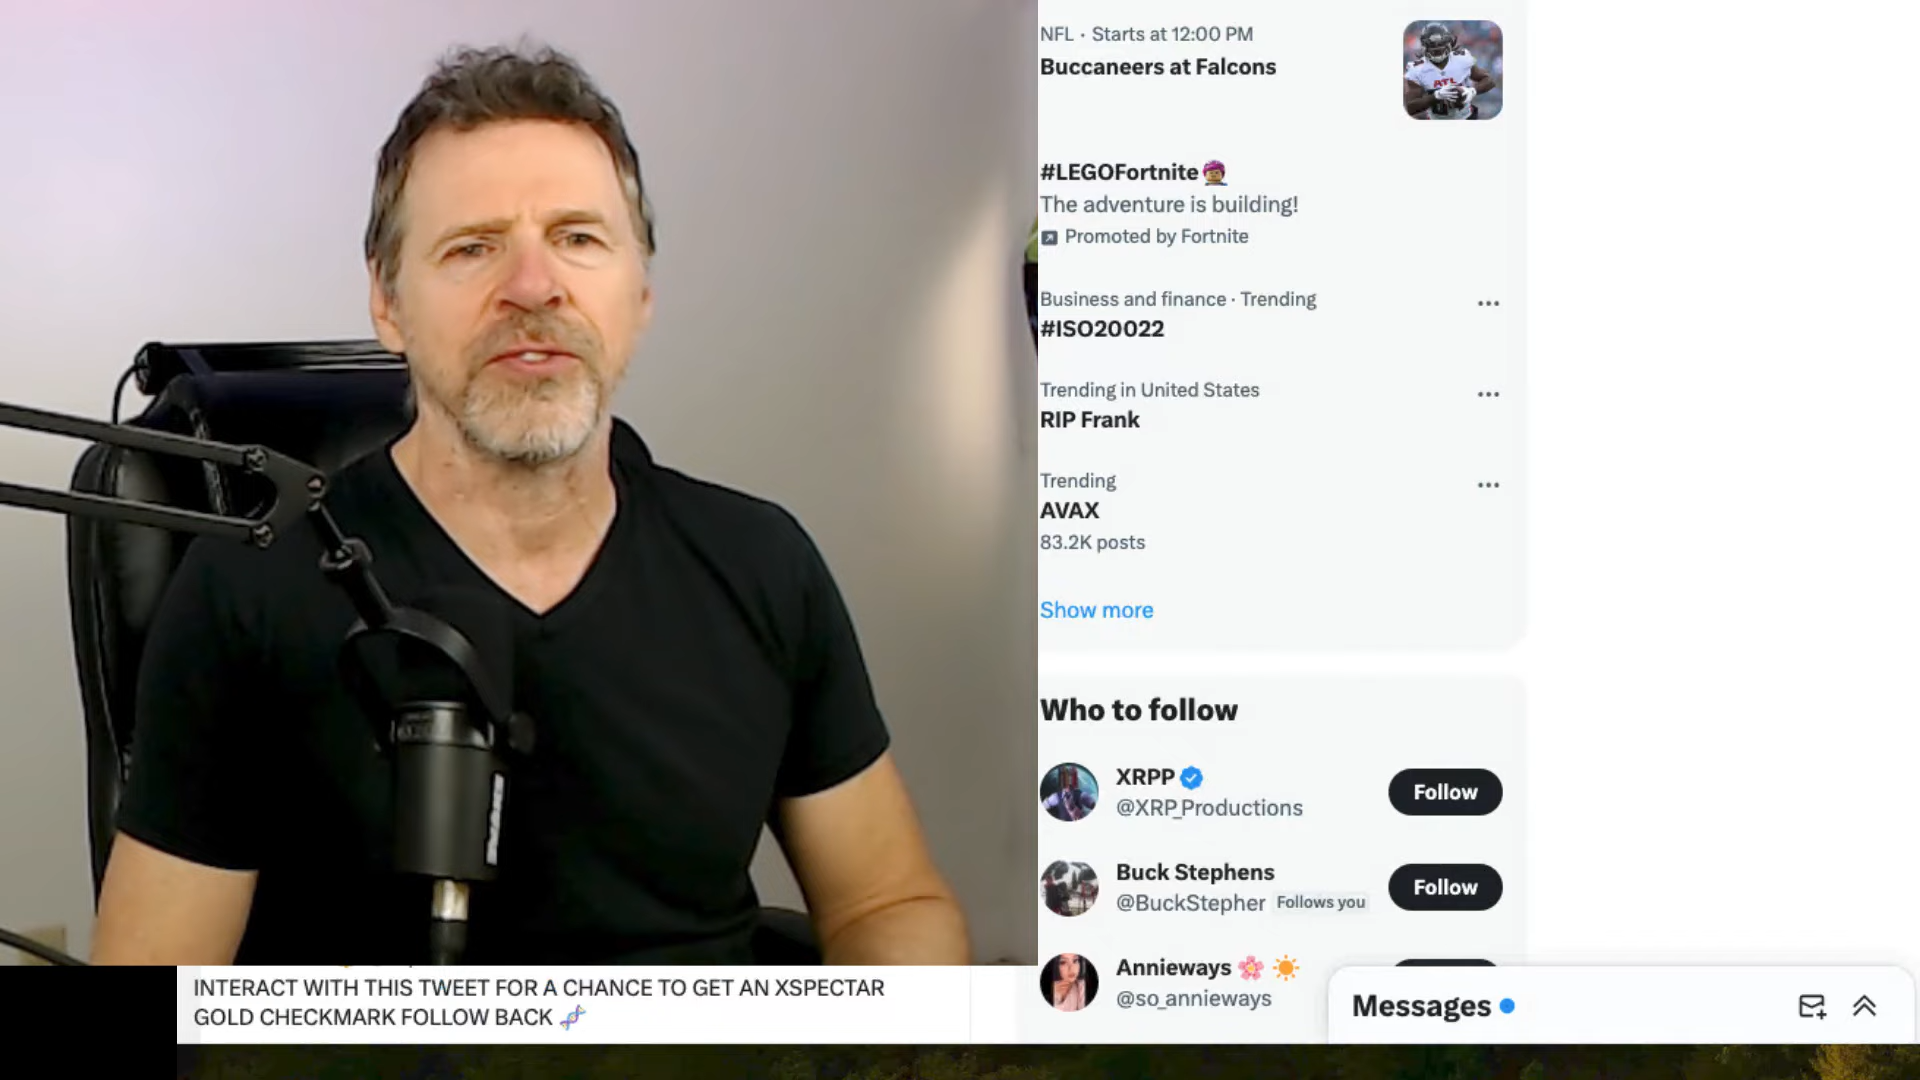 NFL · Starts at 12:00 PM
Buccaneers at Falcons
ATL
#LEGOFortnite
The adventure is building!
Promoted by Fortnite
Business and finance · Trending
#ISO20022
Trending in United States
RIP Frank
Trending
AVAX
83.2K posts
Show more
Who to follow
XRPP
@XRP_Productions
Follow
Buck Stephens
@BuckStepher Follows you
Follow
Annieways
@so_annieways
Messages
INTERACT WITH THIS TWEET FOR A CHANCE TO GET AN XSPECTAR
GOLD CHECKMARK FOLLOW BACK 🧬